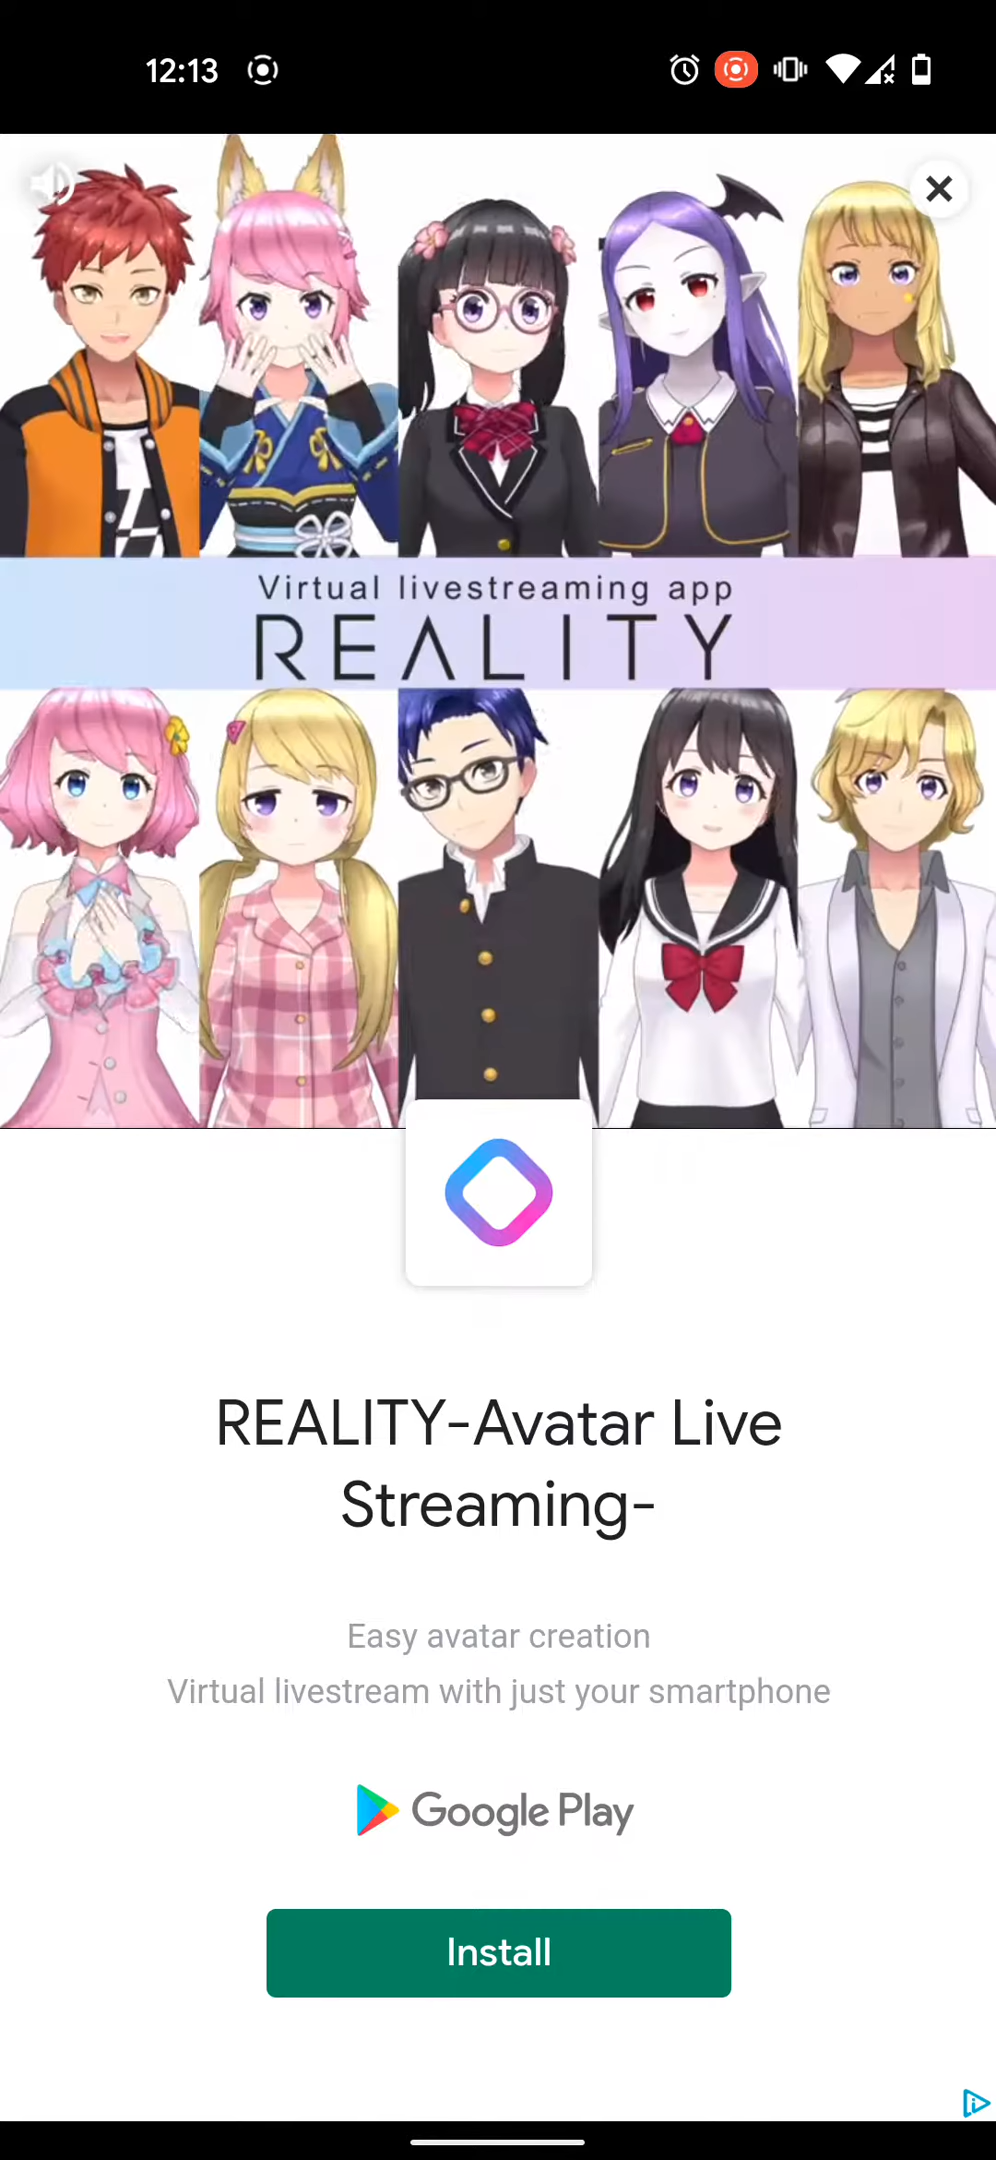 12:13
Virtual livestreaming app
REALITY
REALITY-Avatar Live
Streaming-
Easy avatar creation
Virtual livestream with just your smartphone
Google Play
Install